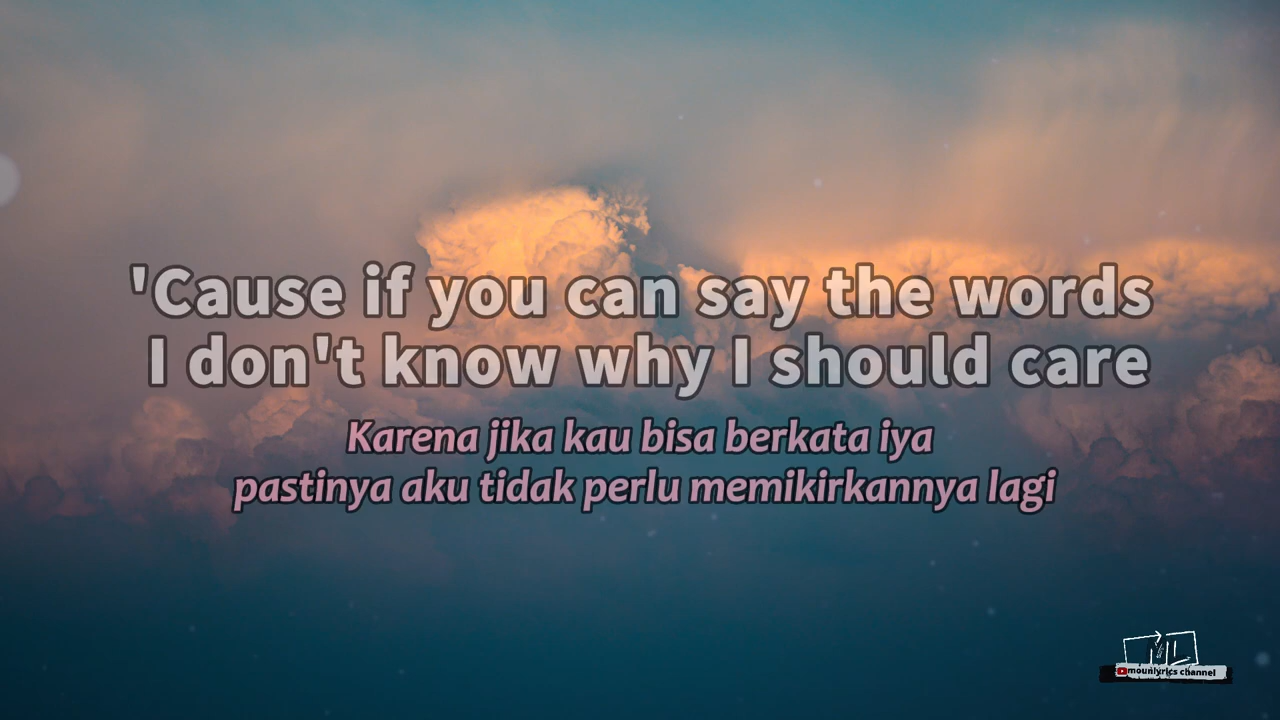 'Cause if you can say the words
I don't know why I should care
Karena jika kau bisa berkata iya
pastinya aku tidak perlu memikirkannya lagi
ML
mounlyrics channel